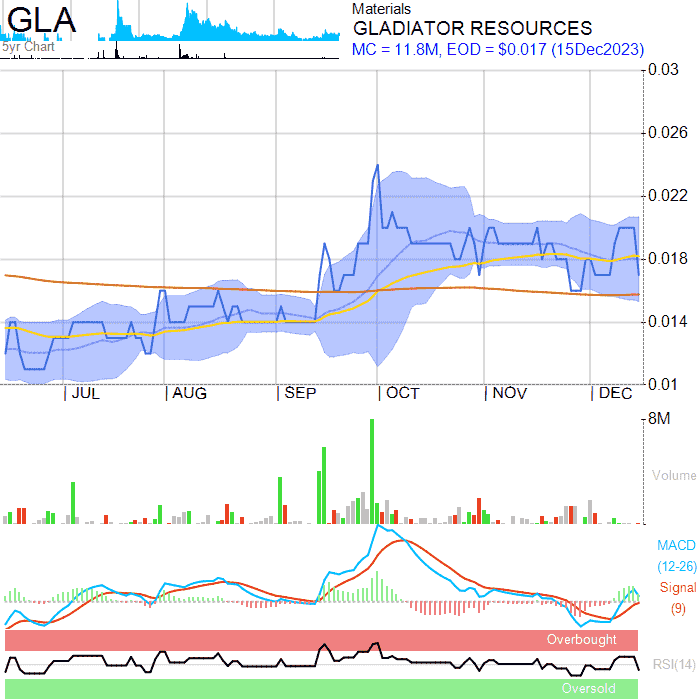 GLA
5yr Chart
Materials
GLADIATOR RESOURCES
MC = 11.8M, EOD = $0.017 (15Dec2023)
0.03
0.026
0.022
0.018
0.014
0.01
JUL AUG SEP OCT NOV DEC
8M
Volume
MACD
(12-26)
Signal
(9)
Overbought
RSI(14)
Oversold